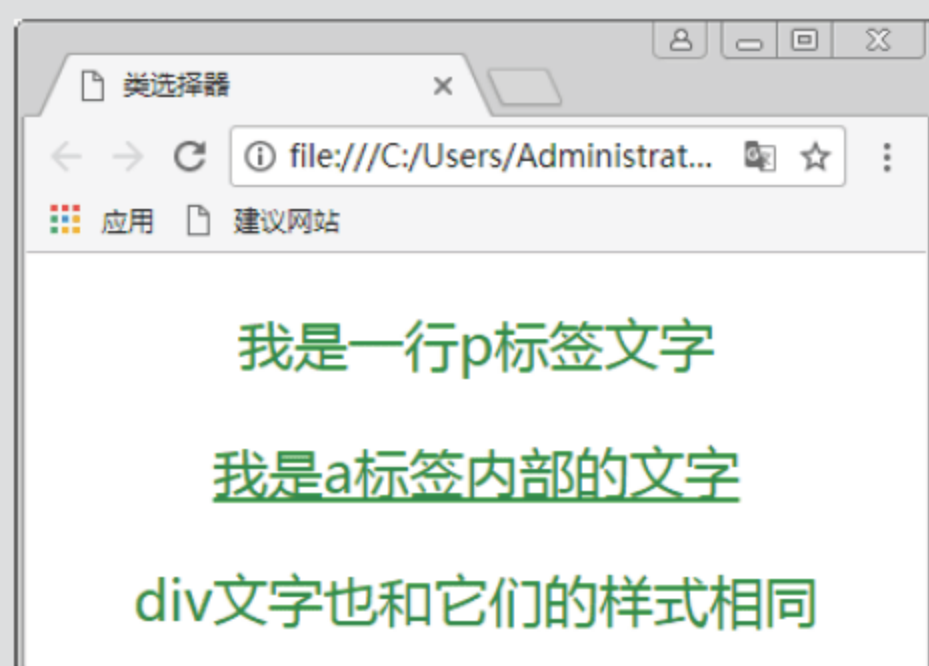 类选择器
file:///C:/Users/Administrat...
应用 建议网站
我是一行p标签文字
我是a标签内部的文字
div文字也和它们的样式相同